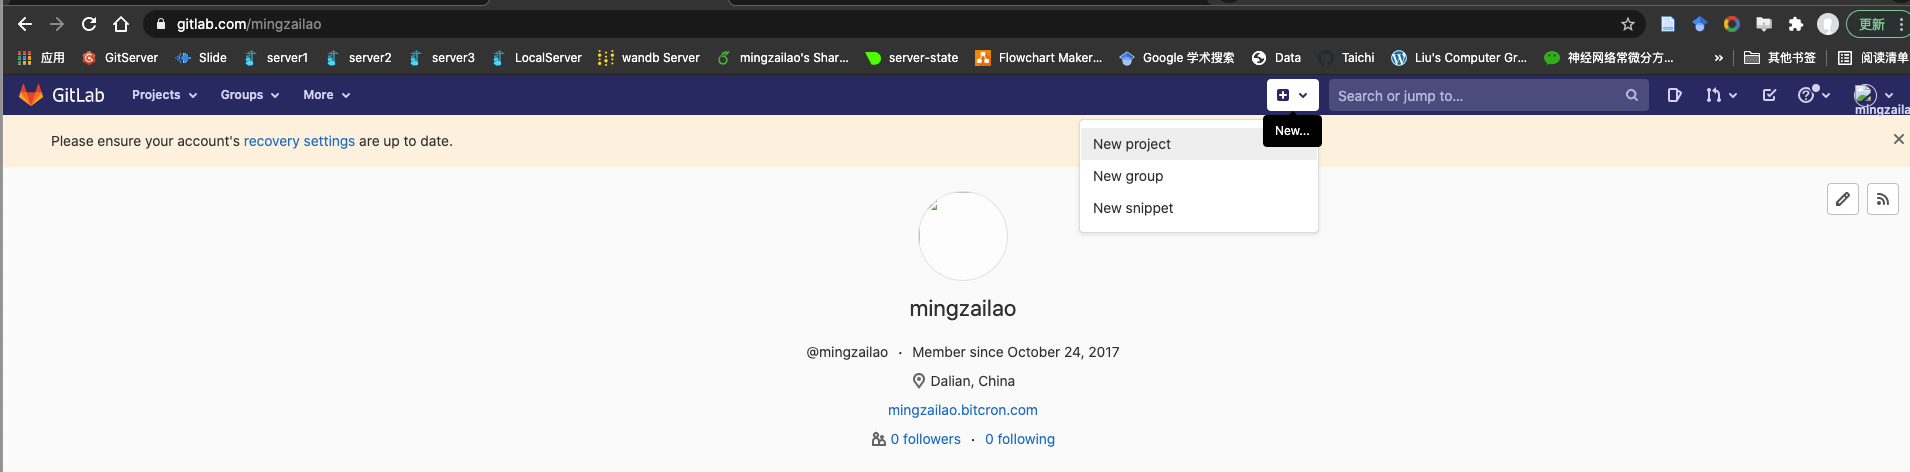 gitlab.com/mingzailao
更新
应用 GitServer Slide server1 server2 server3 LocalServer wandb Server mingzailao's Shar... server-state Flowchart Maker... Google 学术搜索 Data Taichi Liu's Computer Gr... 神经网络常微分方... » 其他书签 阅读清单
GitLab Projects Groups More Search or jump to...
mingzaila
New...
Please ensure your account's recovery settings are up to date.
New project
New group
New snippet
mingzailao
@mingzailao · Member since October 24, 2017
Dalian, China
mingzailao.bitcron.com
0 followers · 0 following